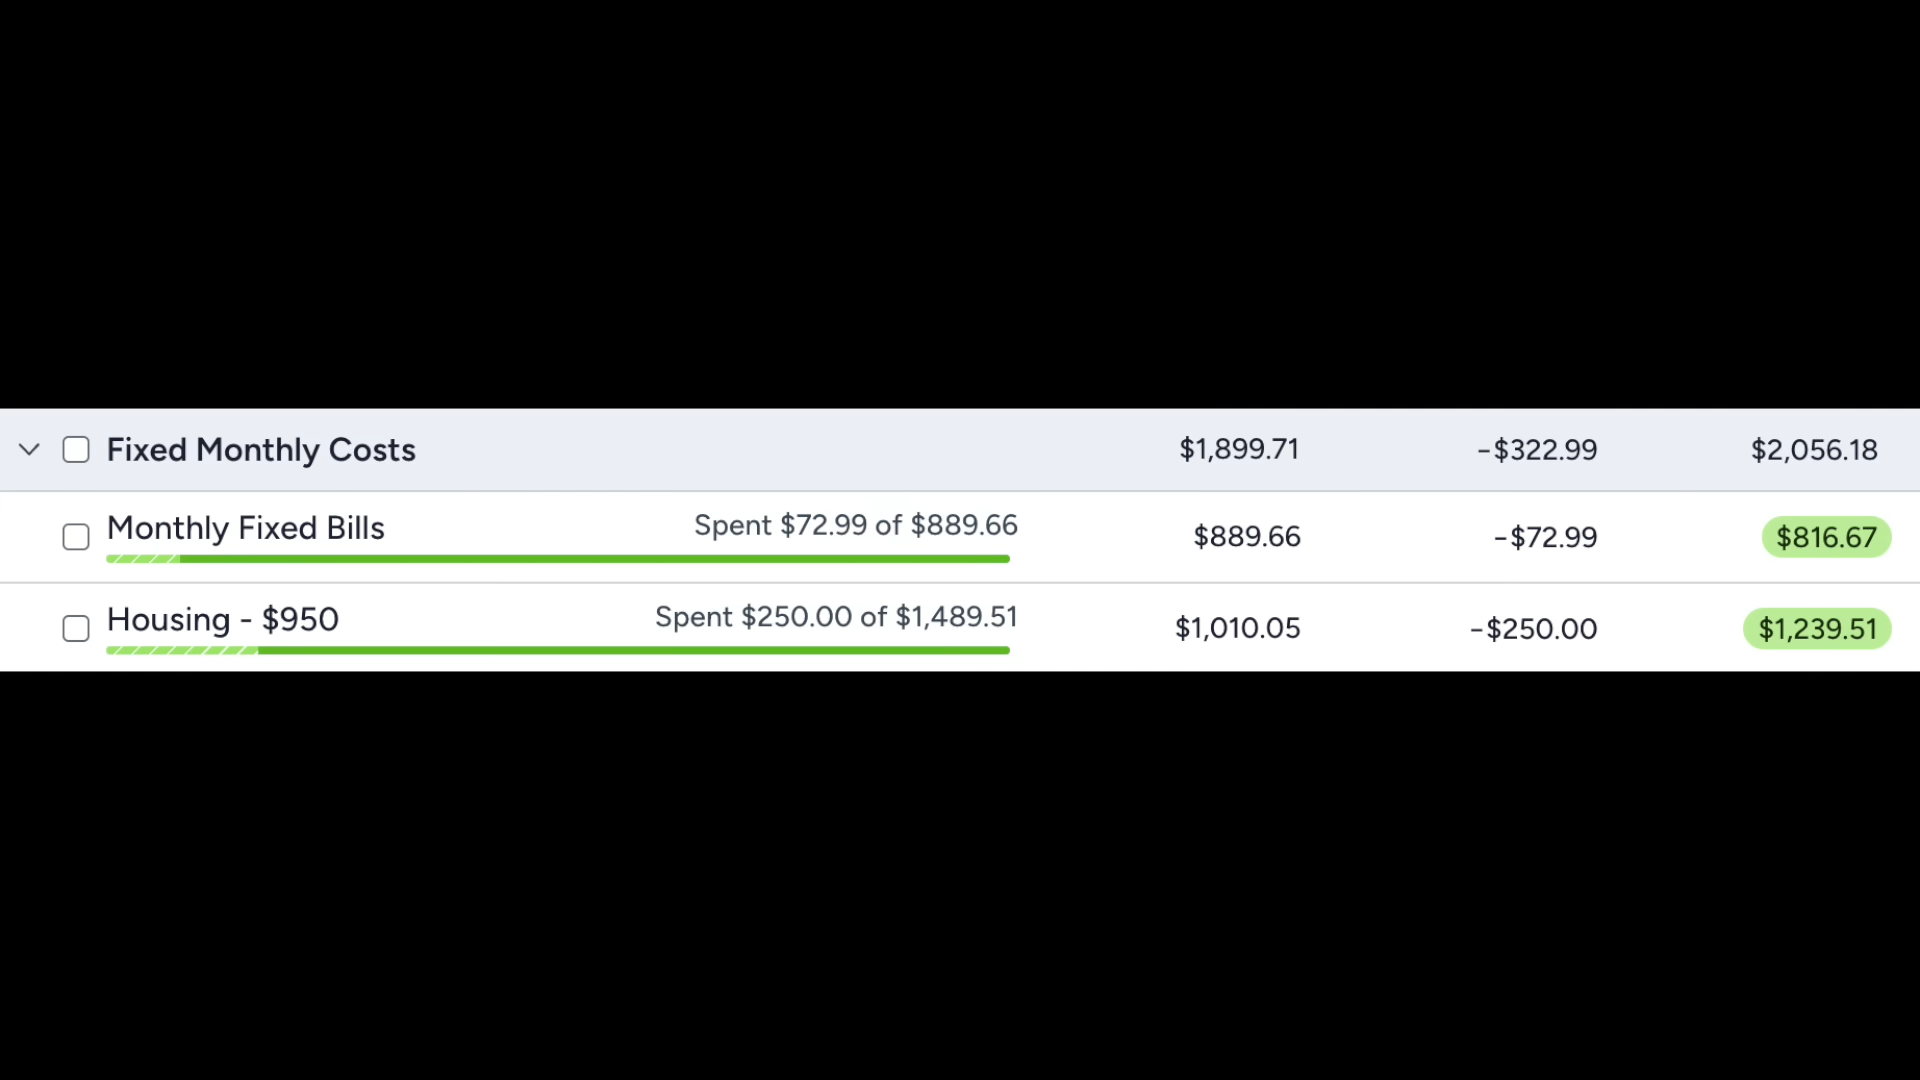 Fixed Monthly Costs $1,899.71 -$322.99 $2,056.18
Monthly Fixed Bills Spent $72.99 of $889.66 $889.66 -$72.99 $816.67
Housing - $950 Spent $250.00 of $1,489.51 $1,010.05 -$250.00 $1,239.51